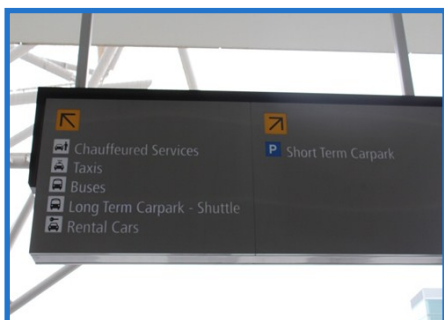 Chauffeured Services
Taxis
Buses
Long Term Carpark - Shuttle
Rental Cars
P Short Term Carpark